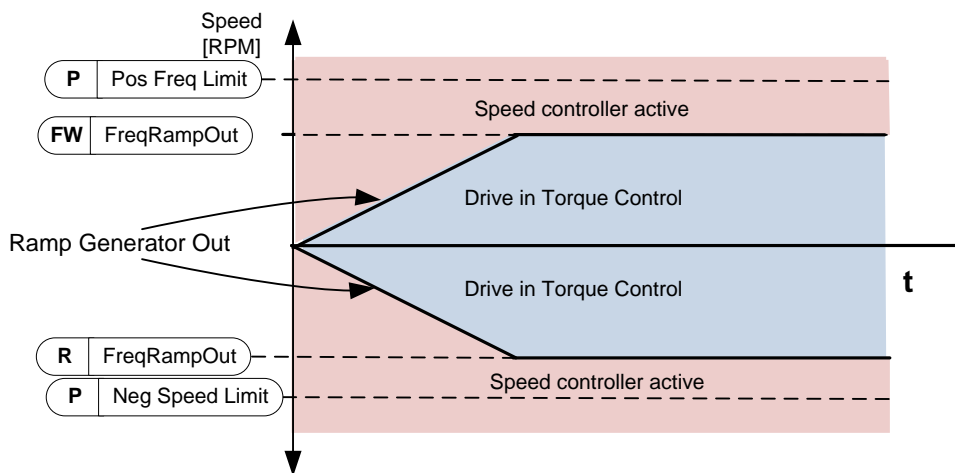 Speed
[RPM]
P Pos Freq Limit
Speed controller active
FW FreqRampOut
Drive in Torque Control
Ramp Generator Out
t
Drive in Torque Control
R FreqRampOut
Speed controller active
P Neg Speed Limit